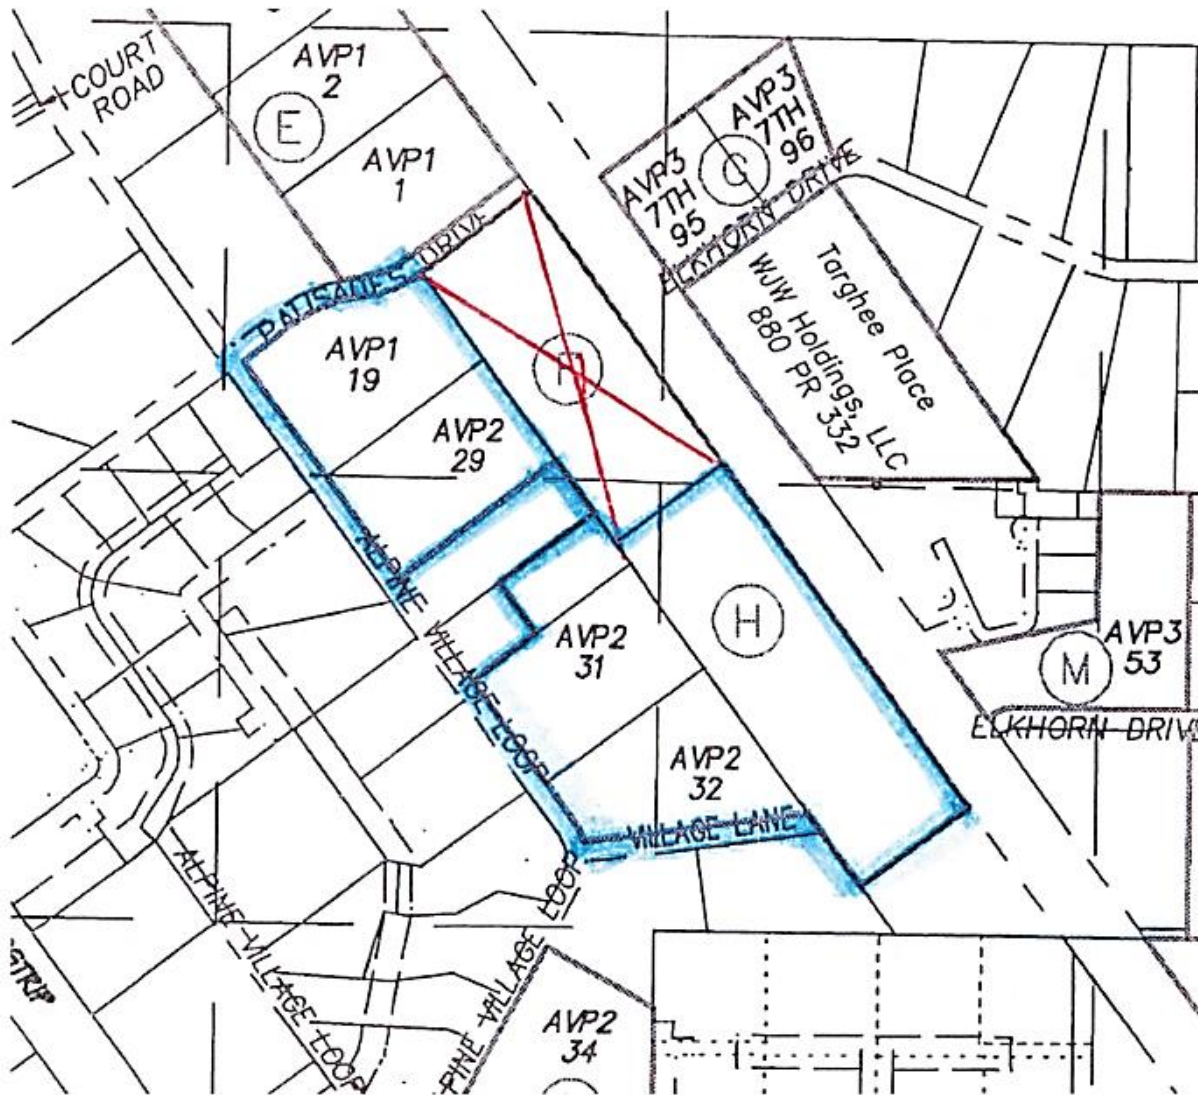 COURT
ROAD
AVP1
2
E
AVP1
1
AVP3
7TH
96
AVP3
7TH
95
C
ELKHORN DRIVE
PALISADES DRIVE
AVP1
19
Targhee Place
WJW Holdings, LLC
880 PR 332
AVP2
29
ALPINE VILLAGE LOOP
H
AVP2
31
AVP3
53
M
ELKHORN DRIVE
AVP2
32
VILLAGE LANE
ALPINE VILLAGE LOOP
PINE VILLAGE LOOP
STRIP
AVP2
34